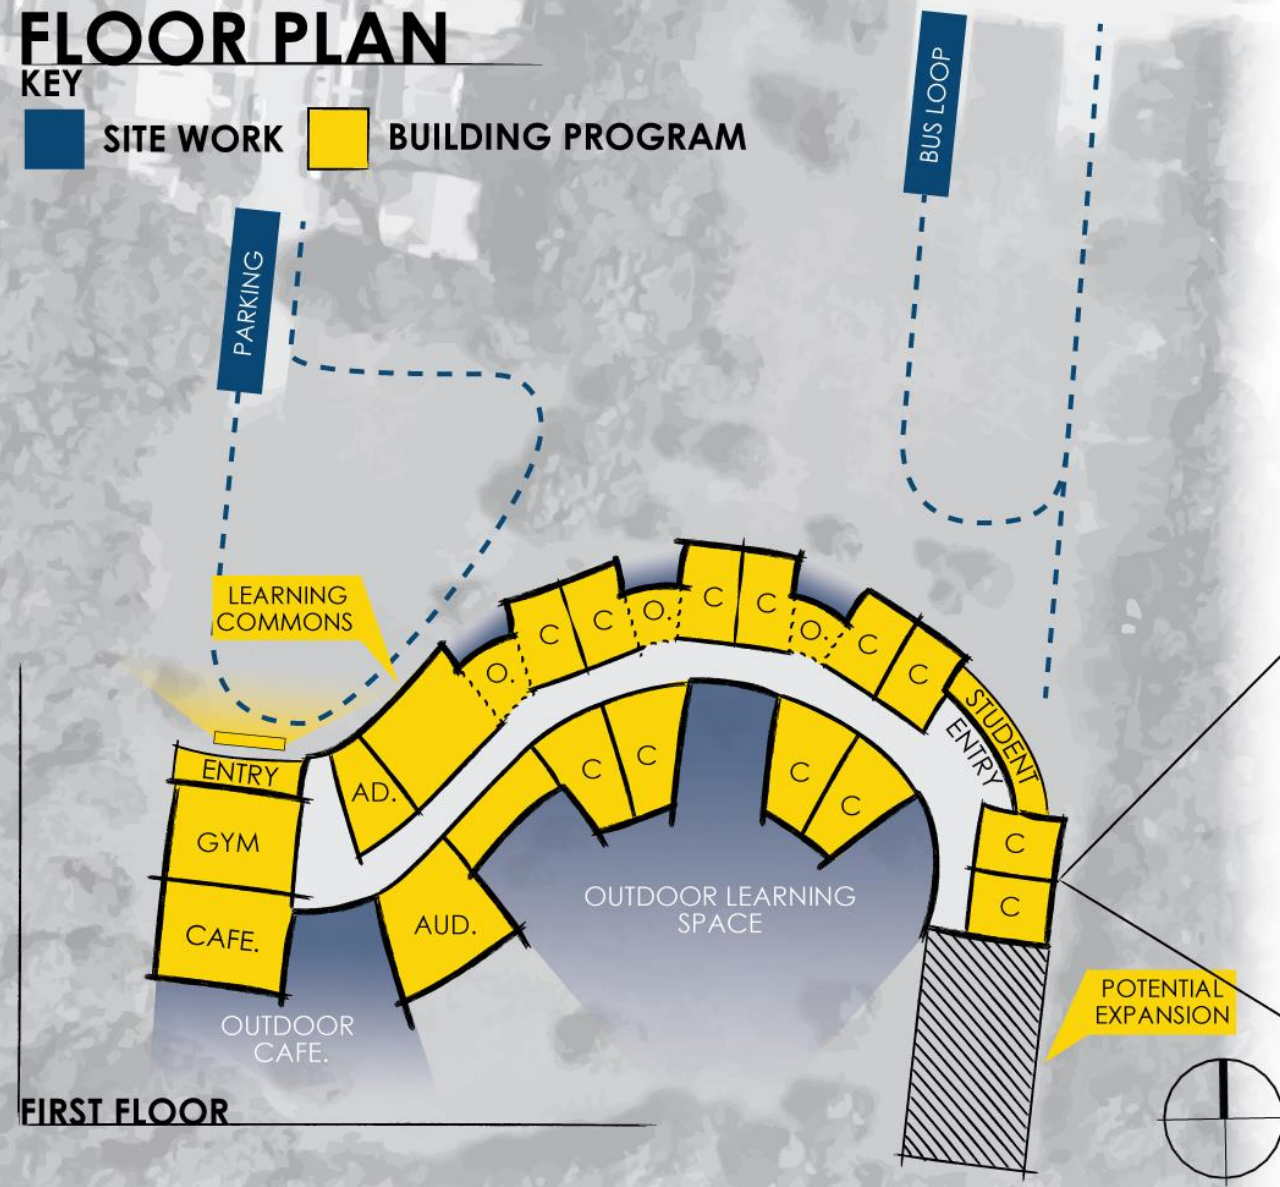 FLOOR PLAN
KEY
SITE WORK
BUILDING PROGRAM
BUS LOOP
PARKING
LEARNING
COMMONS
C
C
O.
C
C
O.
C
C
O.
STUDENT
ENTRY
ENTRY
AD.
C
C
C
C
GYM
C
C
CAFE.
AUD.
OUTDOOR LEARNING
SPACE
POTENTIAL
EXPANSION
OUTDOOR
CAFE.
FIRST FLOOR